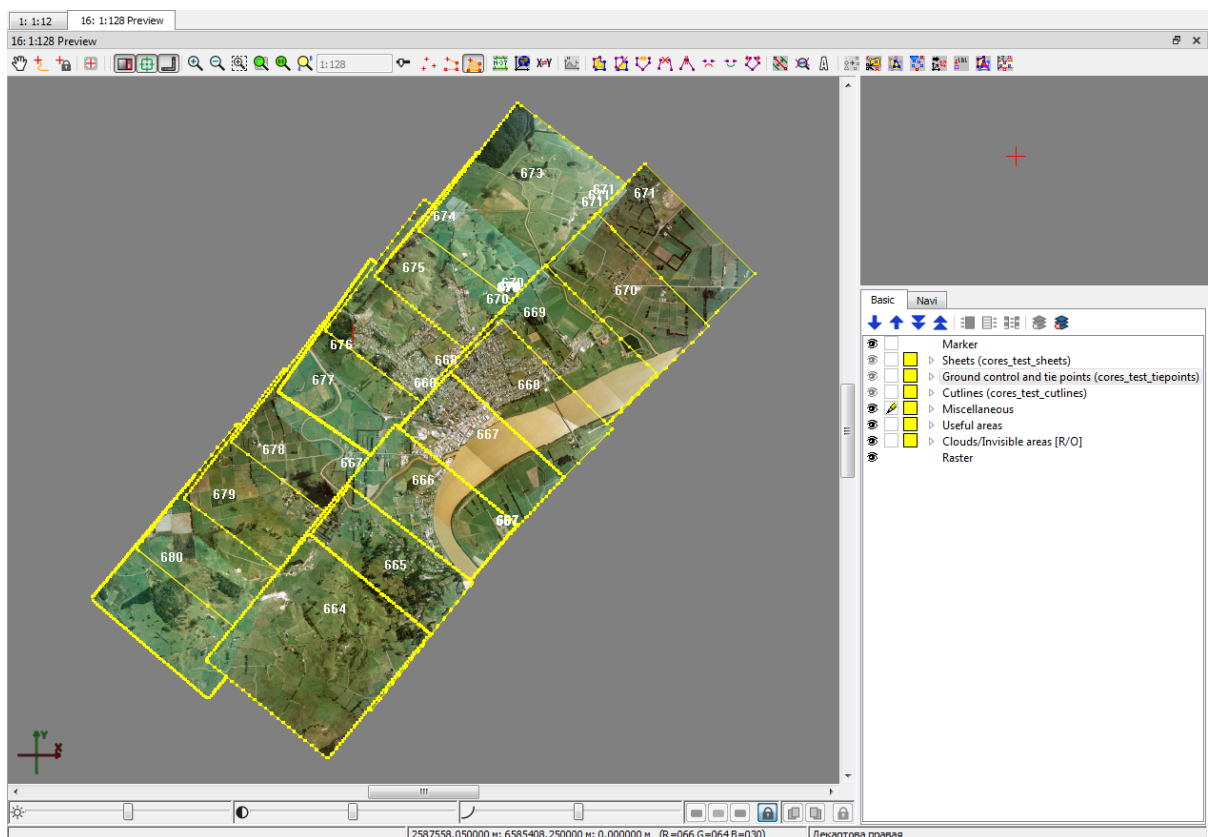 1: 1:12 16: 1:128 Preview
16: 1:128 Preview
1:128
673
671
671
671
671
674
675
670
670
670
669
676
668
668
668
677
667
678
667
666
679
667
680
665
664
Y
X
Basic Navi
Marker
Sheets (cores_test_sheets)
Ground control and tie points (cores_test_tiepoints)
Cutlines (cores_test_cutlines)
Miscellaneous
Useful areas
Clouds/Invisible areas [R/O]
Raster
2587558.050000 м; 6585408.250000 м; 0.000000 м (R=066 G=064 B=030) Декартова правая